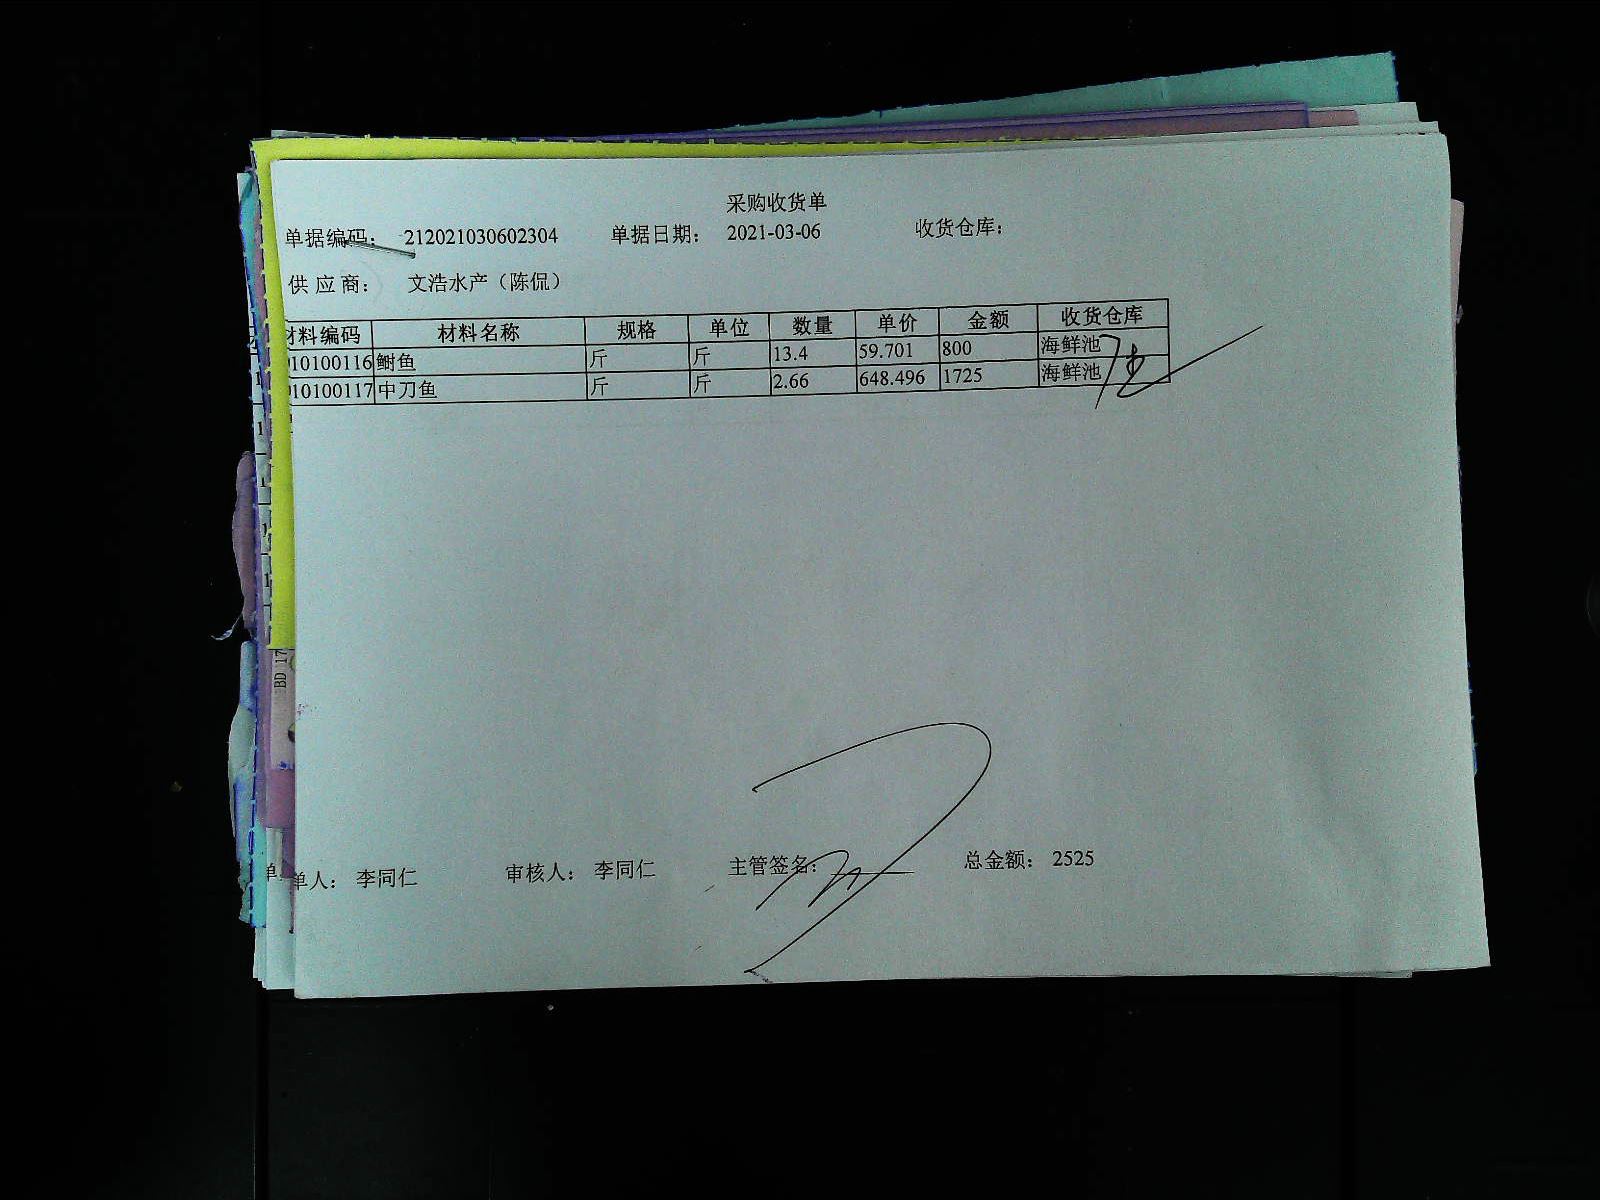 采购收货单
单据编码: 212021030602304 单据日期: 2021-03-06 收货仓库:
供应商: 文浩水产（陈侃）
材料编码 材料名称 规格 单位 数量 单价 金额 收货仓库
10100116 鲥鱼 斤 斤 13.4 59.701 800 海鲜池
10100117 中刀鱼 斤 斤 2.66 648.496 1725 海鲜池
BD 17
单人: 李同仁 审核人: 李同仁 主管签名: 总金额: 2525